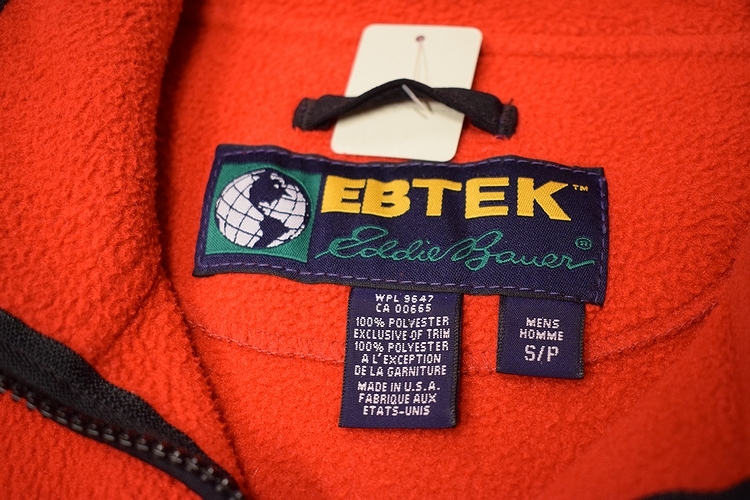 EBTEK™
Eddie Bauer®
WPL 9647
CA 00665
100% POLYESTER
EXCLUSIVE OF TRIM
100% POLYESTER
A L'EXCEPTION
DE LA GARNITURE
MADE IN U.S.A.
FABRIQUE AUX
ETATS-UNIS
MENS
HOMME
S/P